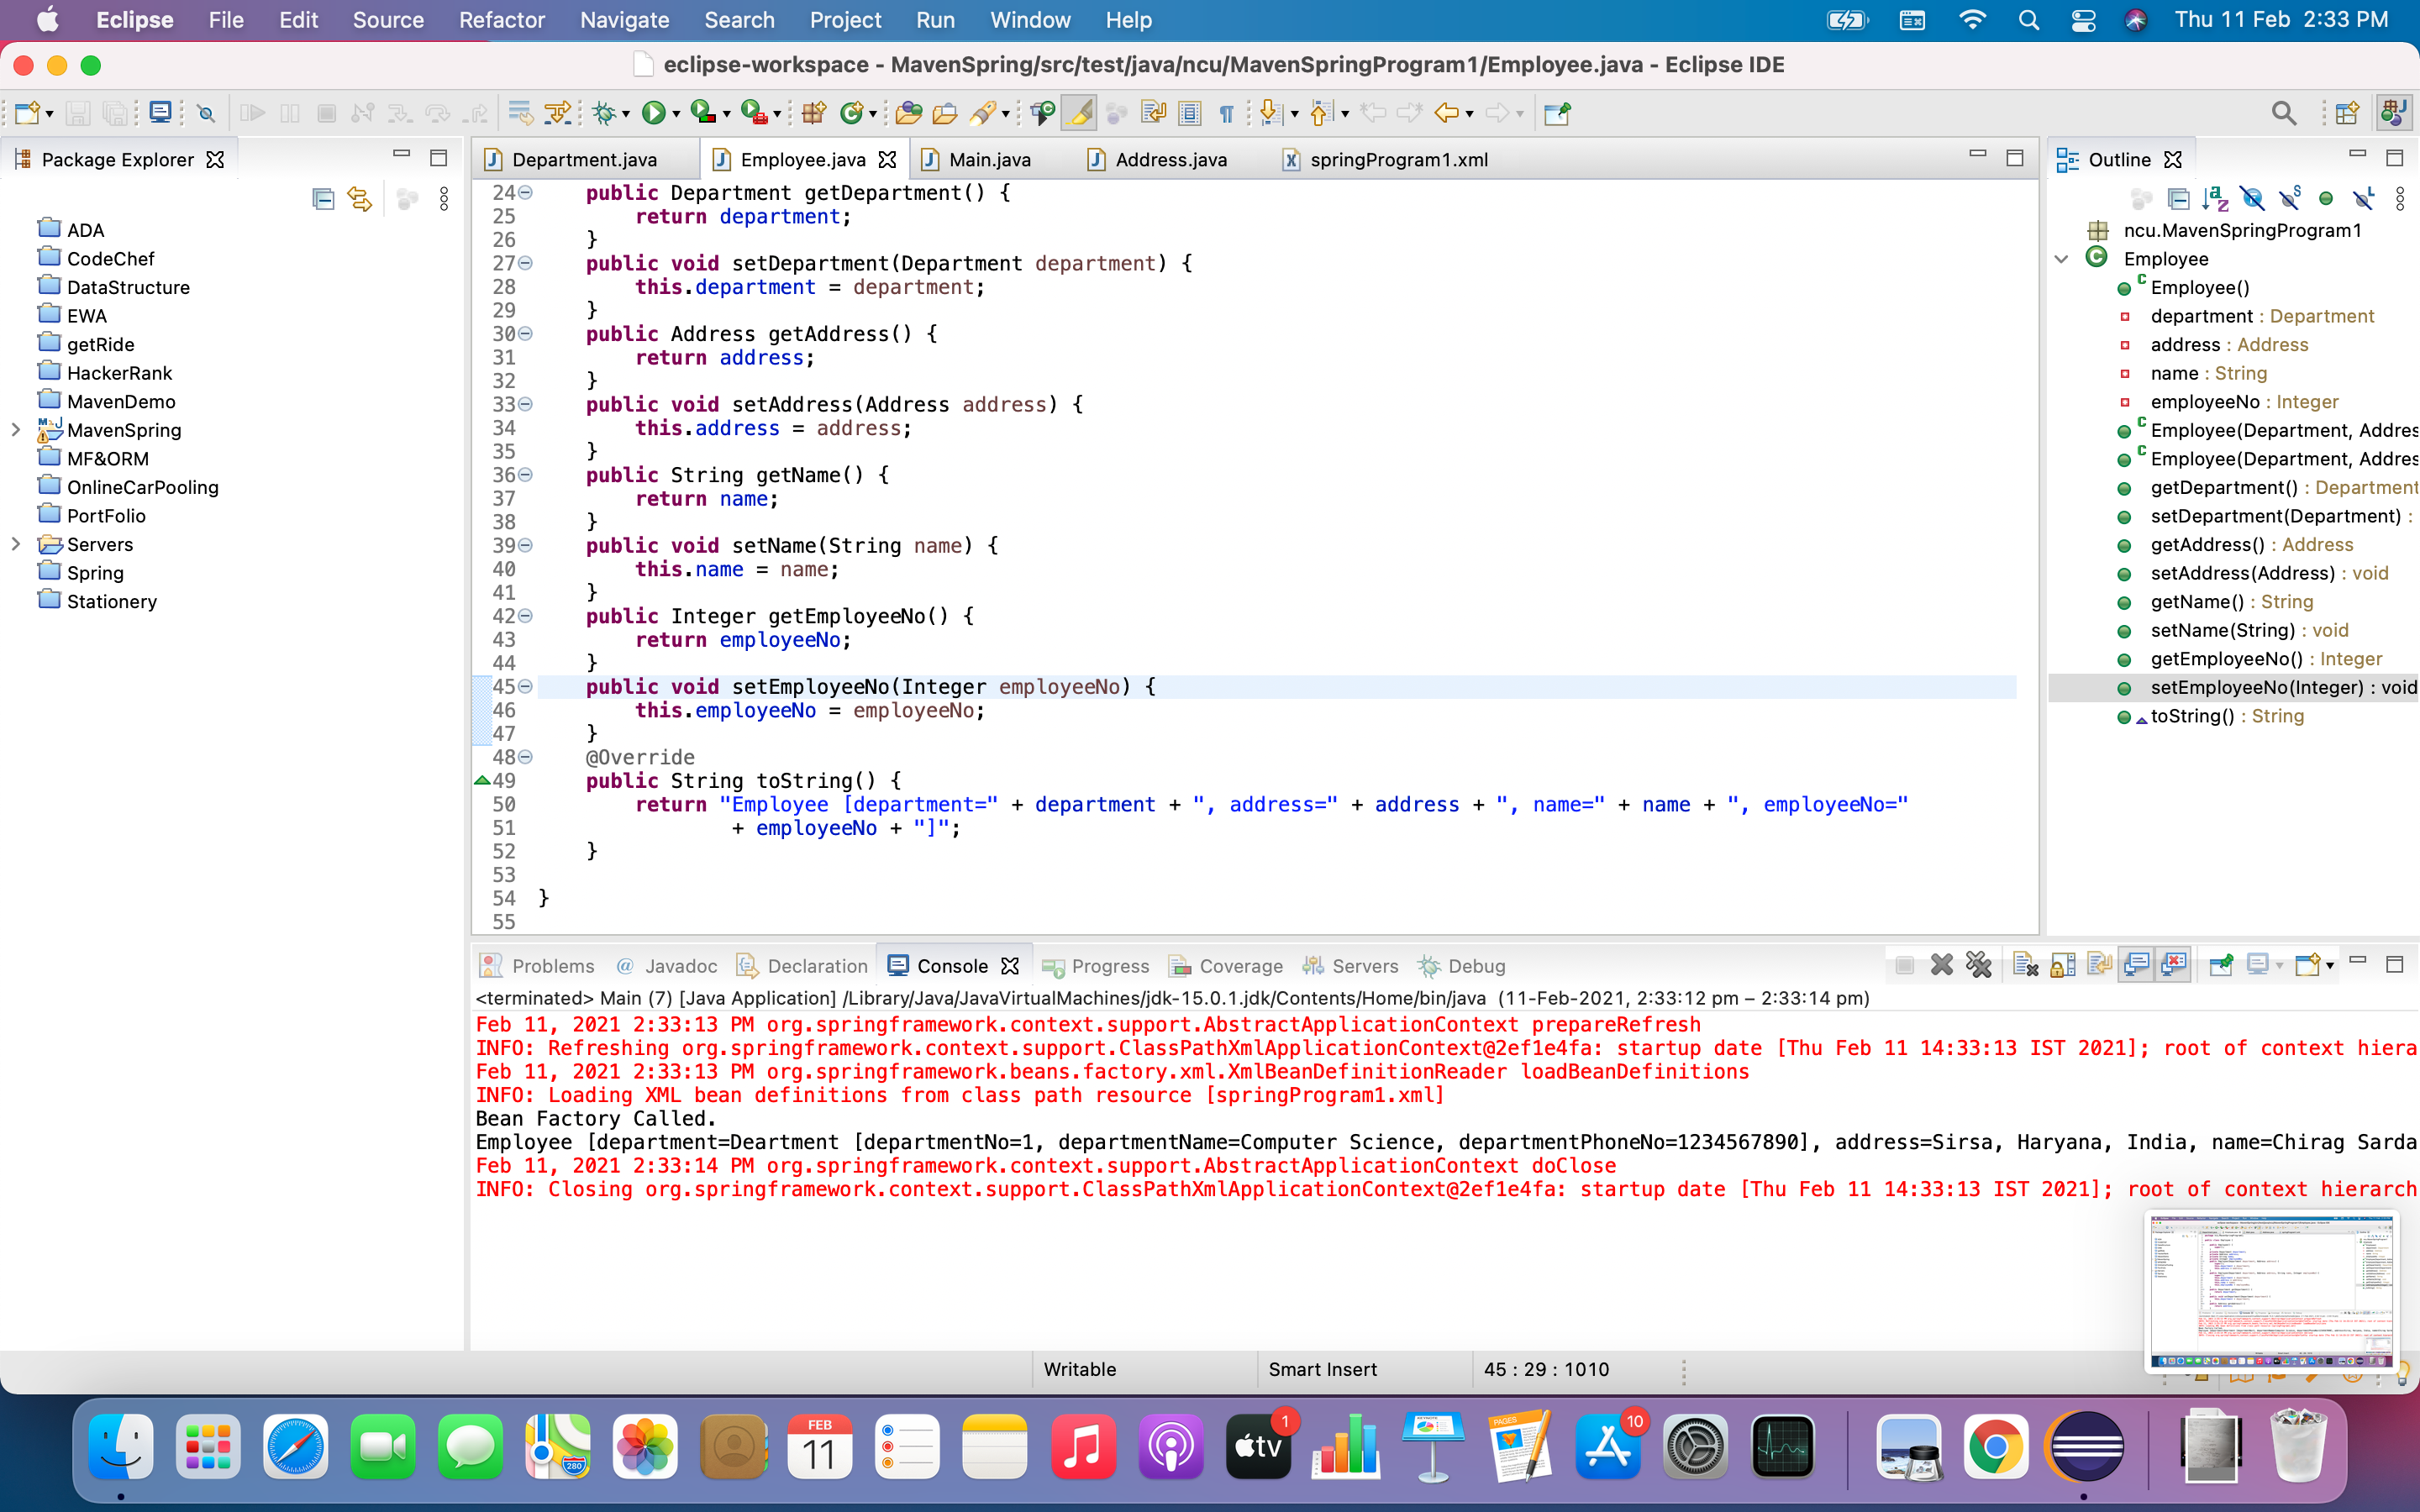 Eclipse File Edit Source Refactor Navigate Search Project Run Window Help Thu 11 Feb 2:33 PM
eclipse-workspace - MavenSpring/src/test/java/ncu/MavenSpringProgram1/Employee.java - Eclipse IDE
Package Explorer
ADA
CodeChef
DataStructure
EWA
getRide
HackerRank
MavenDemo
MavenSpring
MF&ORM
OnlineCarPooling
PortFolio
Servers
Spring
Stationery
Department.java Employee.java Main.java Address.java springProgram1.xml
24 public Department getDepartment() {
25 return department;
26 }
27 public void setDepartment(Department department) {
28 this.department = department;
29 }
30 public Address getAddress() {
31 return address;
32 }
33 public void setAddress(Address address) {
34 this.address = address;
35 }
36 public String getName() {
37 return name;
38 }
39 public void setName(String name) {
40 this.name = name;
41 }
42 public Integer getEmployeeNo() {
43 return employeeNo;
44 }
45 public void setEmployeeNo(Integer employeeNo) {
46 this.employeeNo = employeeNo;
47 }
48 @Override
49 public String toString() {
50 return "Employee [department=" + department + ", address=" + address + ", name=" + name + ", employeeNo="
51 + employeeNo + "]";
52 }
53
54 }
55
Outline
ncu.MavenSpringProgram1
Employee
Employee()
department : Department
address : Address
name : String
employeeNo : Integer
Employee(Department, Addres
Employee(Department, Addres
getDepartment() : Department
setDepartment(Department) :
getAddress() : Address
setAddress(Address) : void
getName() : String
setName(String) : void
getEmployeeNo() : Integer
setEmployeeNo(Integer) : void
toString() : String
Problems Javadoc Declaration Console Progress Coverage Servers Debug
<terminated> Main (7) [Java Application] /Library/Java/JavaVirtualMachines/jdk-15.0.1.jdk/Contents/Home/bin/java (11-Feb-2021, 2:33:12 pm – 2:33:14 pm)
Feb 11, 2021 2:33:13 PM org.springframework.context.support.AbstractApplicationContext prepareRefresh
INFO: Refreshing org.springframework.context.support.ClassPathXmlApplicationContext@2ef1e4fa: startup date [Thu Feb 11 14:33:13 IST 2021]; root of context hiera
Feb 11, 2021 2:33:13 PM org.springframework.beans.factory.xml.XmlBeanDefinitionReader loadBeanDefinitions
INFO: Loading XML bean definitions from class path resource [springProgram1.xml]
Bean Factory Called.
Employee [department=Deartment [departmentNo=1, departmentName=Computer Science, departmentPhoneNo=1234567890], address=Sirsa, Haryana, India, name=Chirag Sarda
Feb 11, 2021 2:33:14 PM org.springframework.context.support.AbstractApplicationContext doClose
INFO: Closing org.springframework.context.support.ClassPathXmlApplicationContext@2ef1e4fa: startup date [Thu Feb 11 14:33:13 IST 2021]; root of context hierarch
Writable Smart Insert 45 : 29 : 1010
FEB
11
280
tv
1
PAGES
10